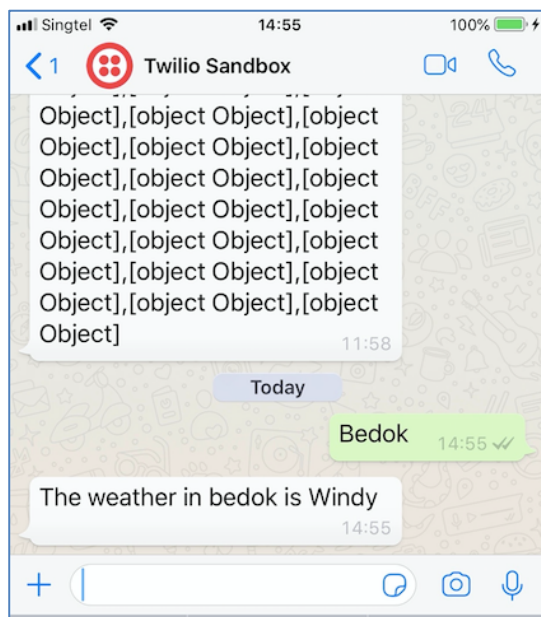 Singtel 14:55 100%
1 Twilio Sandbox
Object],[object Object],[object
Object],[object Object],[object
Object],[object Object],[object
Object],[object Object],[object
Object],[object Object],[object
Object],[object Object],[object
Object],[object Object],[object
Object]
11:58
Today
Bedok 14:55
The weather in bedok is Windy
14:55